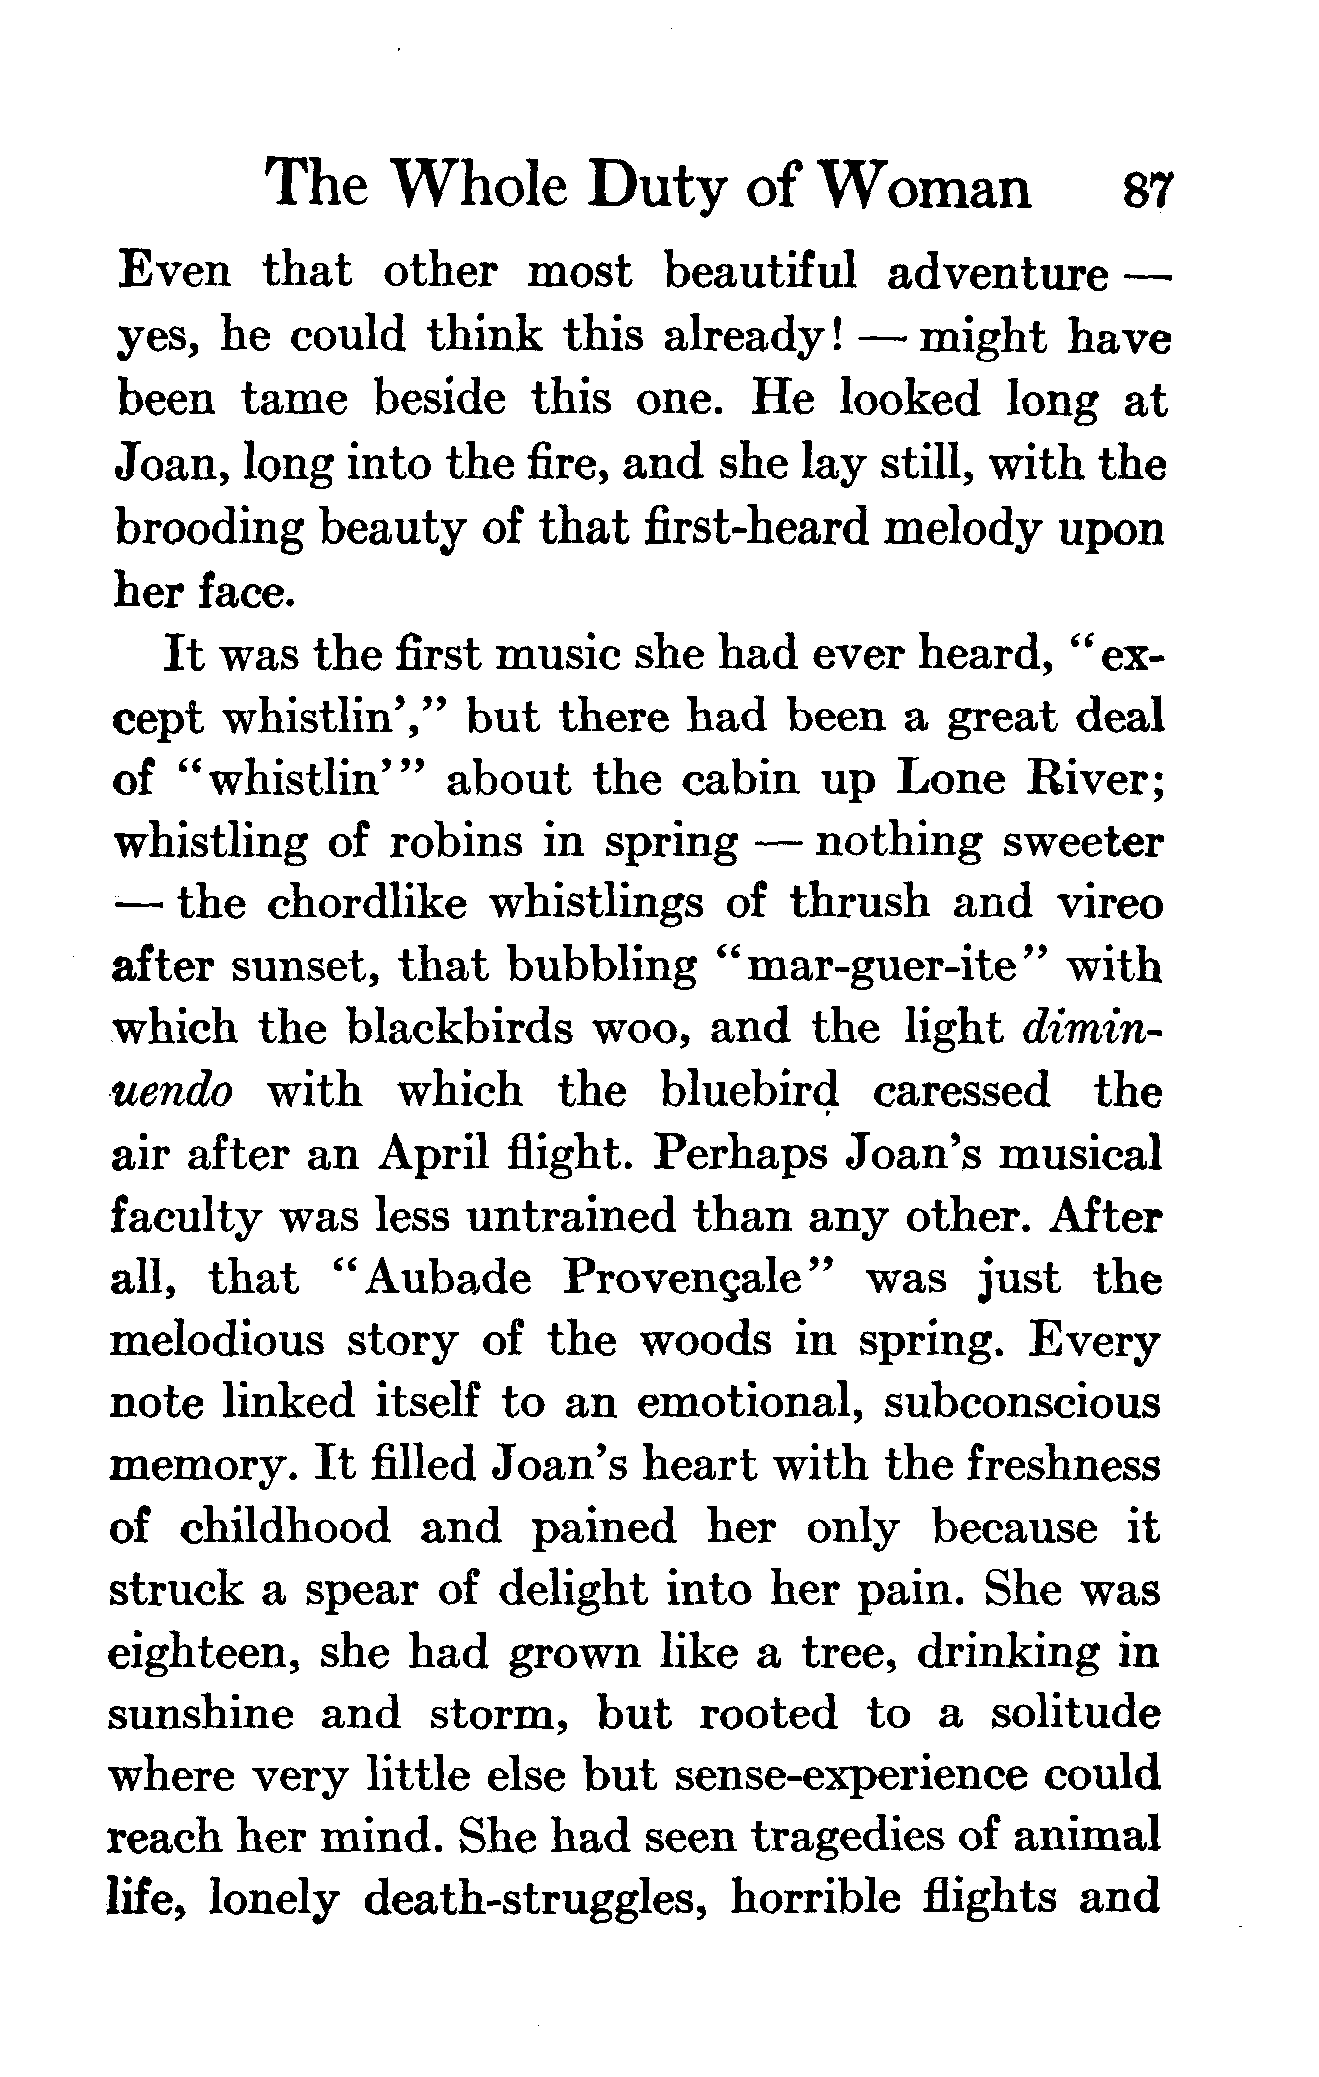 The Whole Duty of Woman 87
Even that other most beautiful adventure —
yes, he could think this already! — might have
been tame beside this one. He looked long at
Joan, long into the fire, and she lay still, with the
brooding beauty of that first-heard melody upon
her face.
It was the first music she had ever heard, "ex-
cept whistlin'," but there had been a great deal
of "whistlin'" about the cabin up Lone River;
whistling of robins in spring — nothing sweeter
— the chordlike whistlings of thrush and vireo
after sunset, that bubbling "mar-guer-ite" with
which the blackbirds woo, and the light dimin-
uendo with which the bluebird caressed the
air after an April flight. Perhaps Joan's musical
faculty was less untrained than any other. After
all, that "Aubade Provençale" was just the
melodious story of the woods in spring. Every
note linked itself to an emotional, subconscious
memory. It filled Joan's heart with the freshness
of childhood and pained her only because it
struck a spear of delight into her pain. She was
eighteen, she had grown like a tree, drinking in
sunshine and storm, but rooted to a solitude
where very little else but sense-experience could
reach her mind. She had seen tragedies of animal
life, lonely death-struggles, horrible flights and